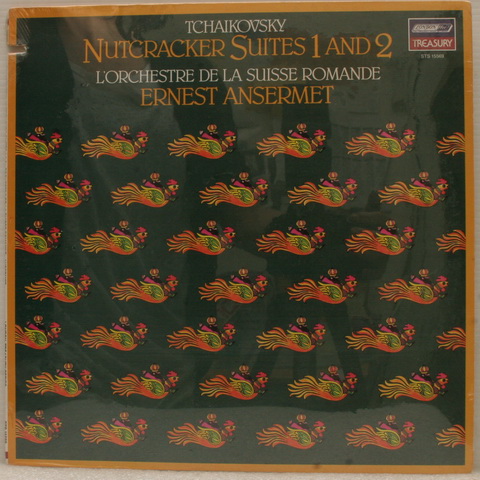 TCHAIKOVSKY
NUTCRACKER SUITES 1 AND 2
L'ORCHESTRE DE LA SUISSE ROMANDE
ERNEST ANSERMET
LONDON
TREASURY